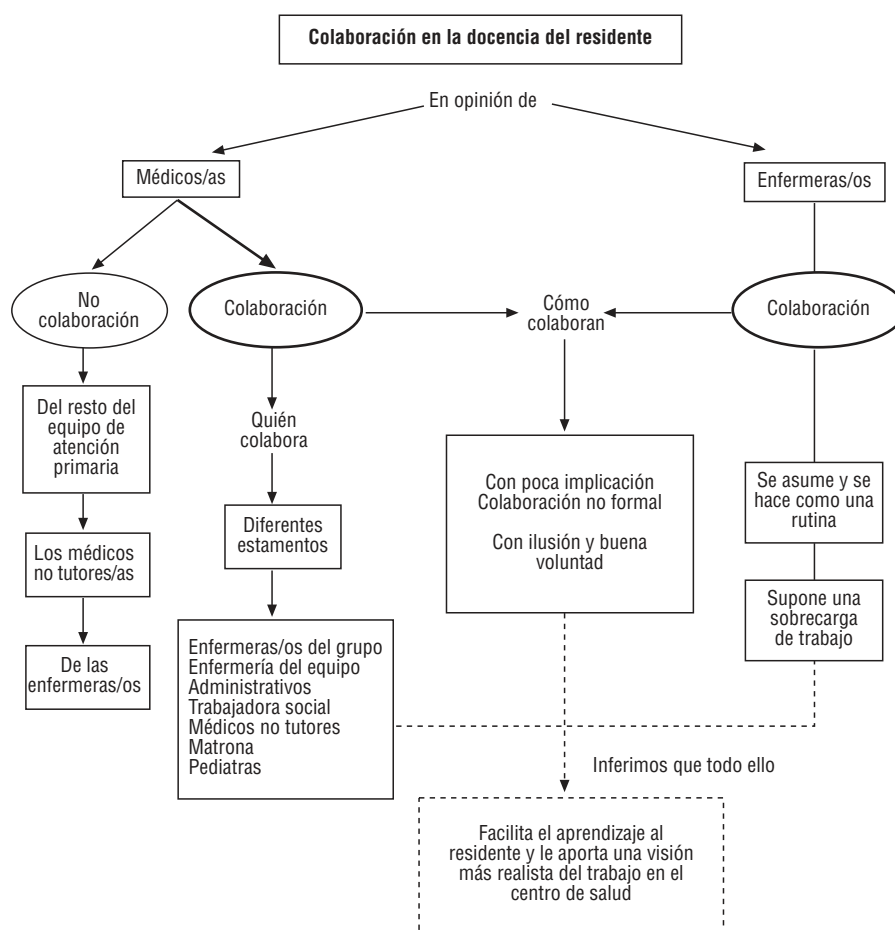 Colaboración en la docencia del residente
En opinión de
Médicos/as
Enfermeras/os
No
colaboración
Colaboración
Cómo
colaboran
Colaboración
Del resto del
equipo de
atención
primaria
Quién
colabora
Con poca implicación
Colaboración no formal
Con ilusión y buena
voluntad
Se asume y se
hace como una
rutina
Los médicos
no tutores/as
Diferentes
estamentos
Supone una
sobrecarga
de trabajo
De las
enfermeras/os
Enfermeras/os del grupo
Enfermería del equipo
Administrativos
Trabajadora social
Médicos no tutores
Matrona
Pediatras
Inferimos que todo ello
Facilita el aprendizaje al
residente y le aporta una visión
más realista del trabajo en el
centro de salud